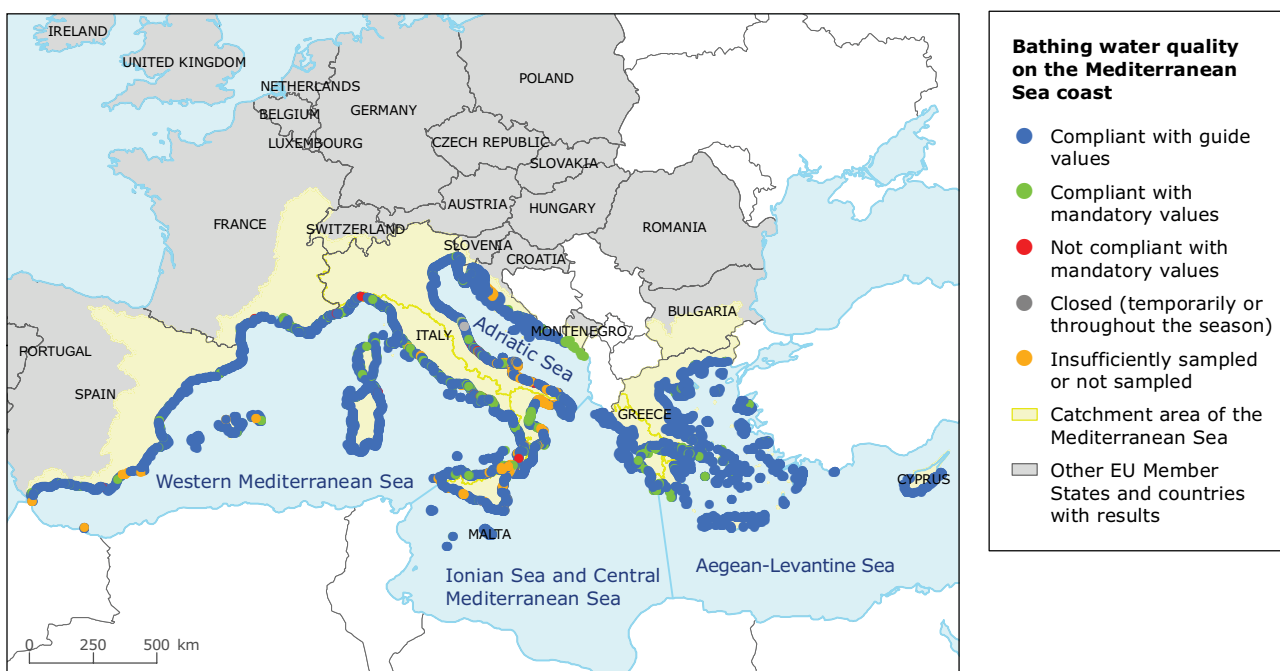 IRELAND
UNITED KINGDOM
NETHERLANDS
POLAND
BELGIUM
GERMANY
LUXEMBOURG
CZECH REPUBLIC
SLOVAKIA
AUSTRIA
HUNGARY
FRANCE
SWITZERLAND
ROMANIA
SLOVENIA
CROATIA
BULGARIA
MONTENEGRO
ITALY
Adriatic Sea
PORTUGAL
SPAIN
GREECE
Western Mediterranean Sea
CYPRUS
MALTA
Ionian Sea and Central
Mediterranean Sea
Aegean-Levantine Sea
0 250 500 km
Bathing water quality
on the Mediterranean
Sea coast
Compliant with guide
values
Compliant with
mandatory values
Not compliant with
mandatory values
Closed (temporarily or
throughout the season)
Insufficiently sampled
or not sampled
Catchment area of the
Mediterranean Sea
Other EU Member
States and countries
with results